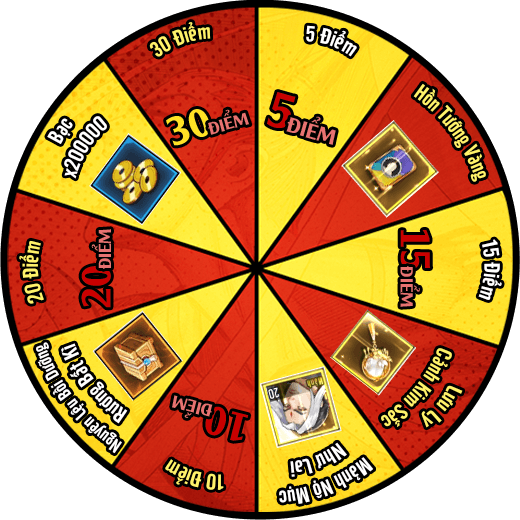 5 Điểm
5 ĐIỂM
Hồn Tướng Vàng
15 Điểm
15 ĐIỂM
Lưu Ly
Cảnh Kim Sắc
Mảnh Nộ Mục
Như Lai
Mảnh
20
10 Điểm
10 ĐIỂM
Nguyên Liệu Bồi Dưỡng
Rương Bất Kì
20 Điểm
20 ĐIỂM
Bạc
x200000
30 Điểm
30 ĐIỂM